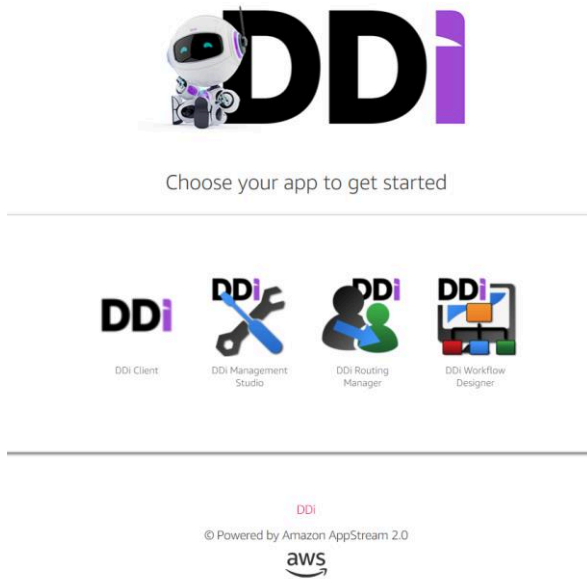 DDi
Choose your app to get started
DDi
DDi
DDi
DDi
DDi Client
DDi Management
Studio
DDi Routing
Manager
DDi Workflow
Designer
DDi
© Powered by Amazon AppStream 2.0
aws